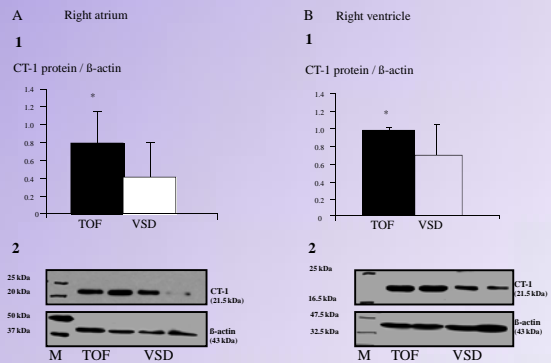 A Right atrium
1
CT-1 protein / ß-actin
1.4
1.2
1.0
0.8
0.6
0.4
0.2
0
*
TOF VSD
2
25 kDa
20 kDa
CT-1
(21.5 kDa)
50 kDa
37 kDa
ß-actin
(43 kDa)
M TOF VSD
B Right ventricle
1
CT-1 protein / ß-actin
1.4
1.2
1.0
0.8
0.6
0.4
0.2
0
*
TOF VSD
2
25 kDa
16.5 kDa
CT-1
(21.5 kDa)
47.5 kDa
32.5 kDa
ß-actin
(43 kDa)
M TOF VSD